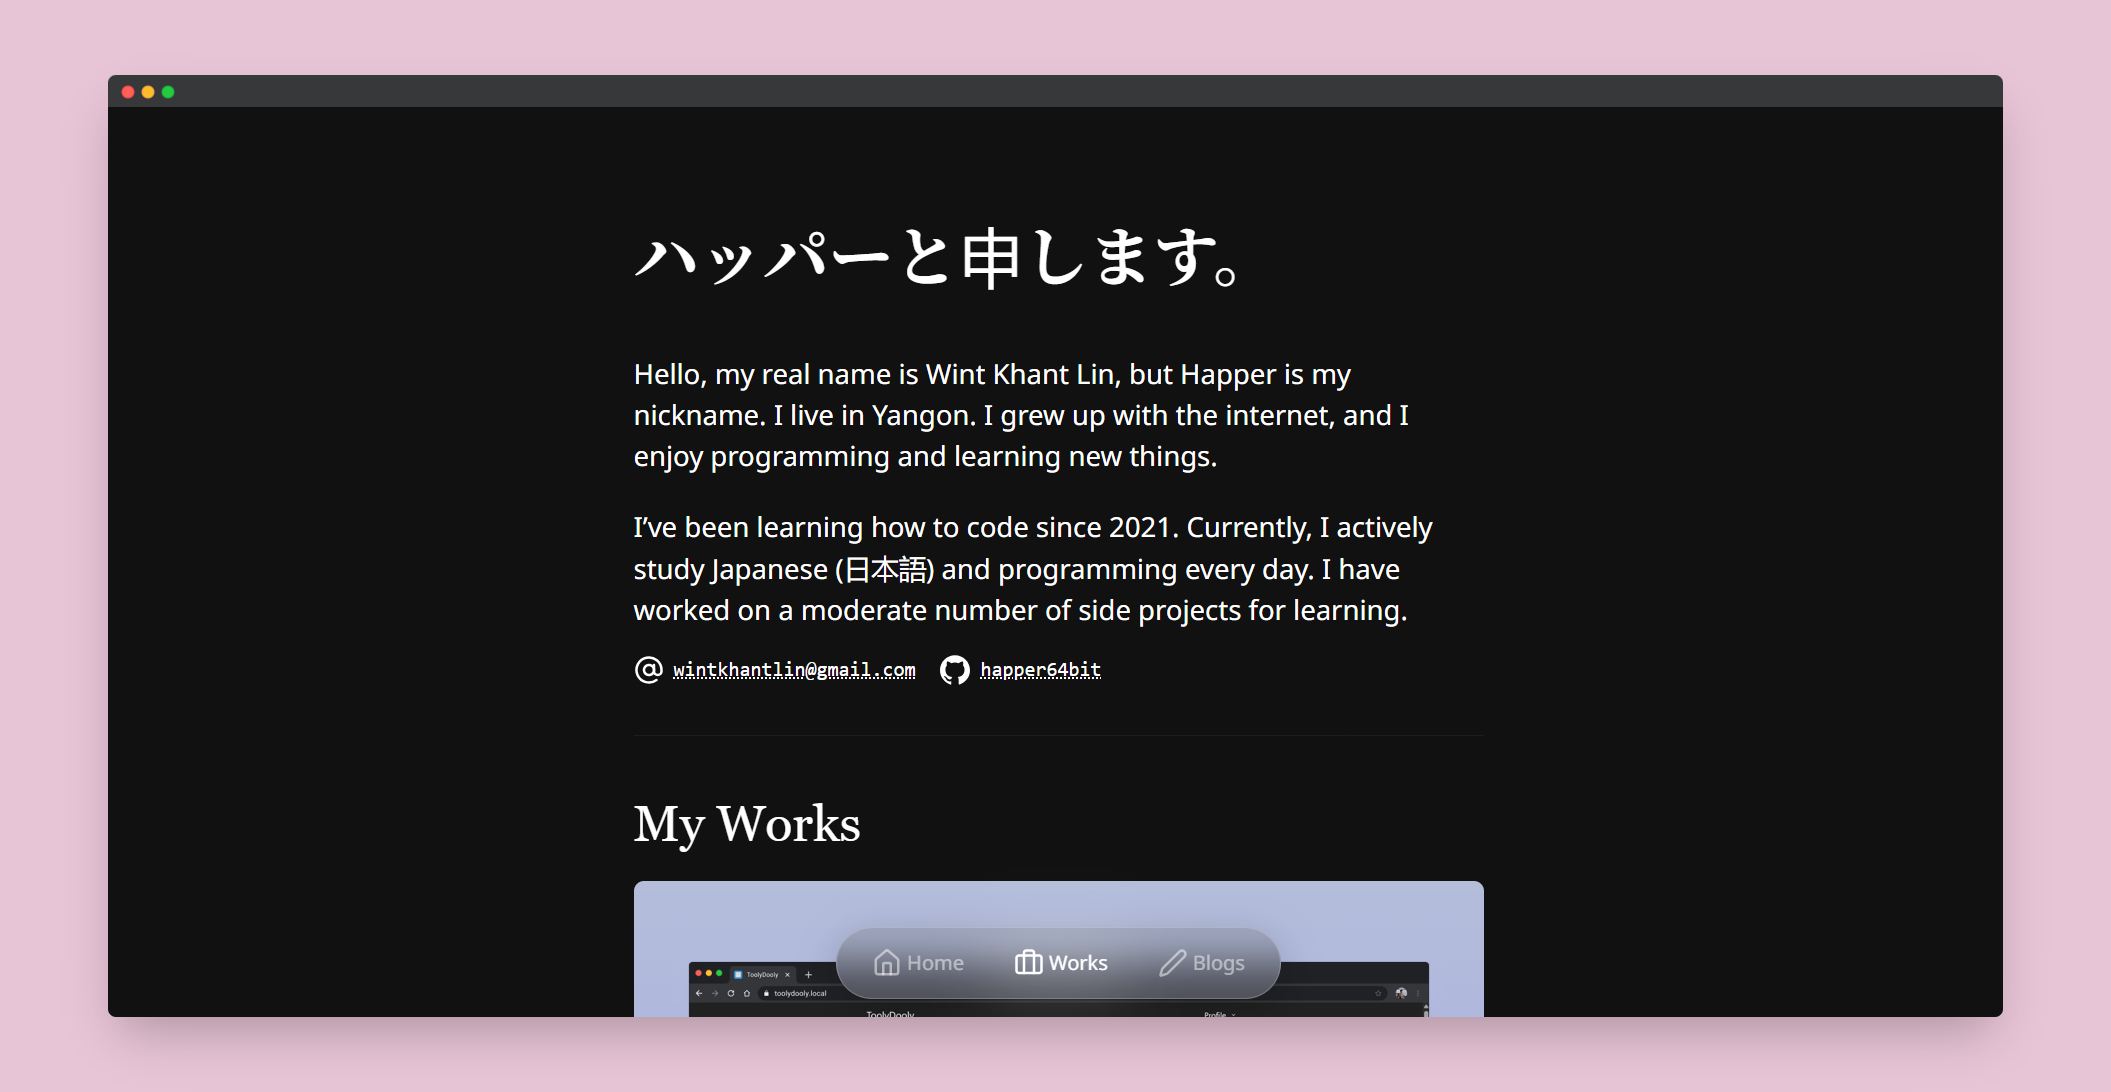 ハッパーと申します。
Hello, my real name is Wint Khant Lin, but Happer is my
nickname. I live in Yangon. I grew up with the internet, and I
enjoy programming and learning new things.
I’ve been learning how to code since 2021. Currently, I actively
study Japanese (日本語) and programming every day. I have
worked on a moderate number of side projects for learning.
wintkhantlin@gmail.com happer64bit
My Works
Home Works Blogs
ToolyDooly
toolydooly.local
ToolyDooly Profile